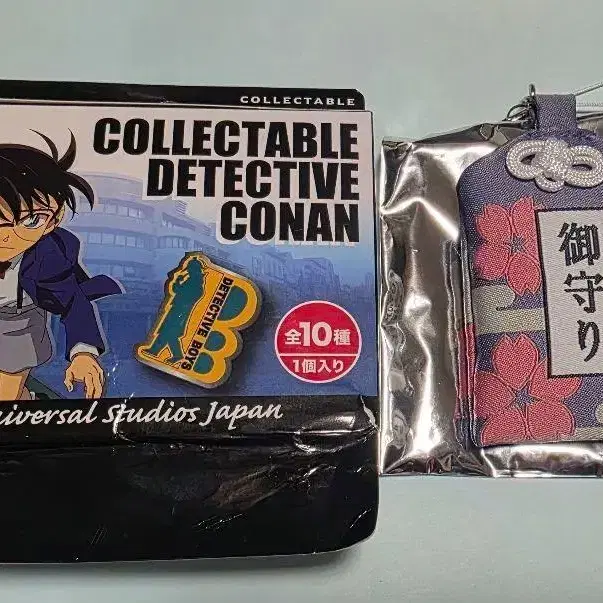 COLLECTABLE
COLLECTABLE
DETECTIVE
CONAN
DETECTIVE BOYS
全10種
1個入り
niversal Studios Japan
御守り